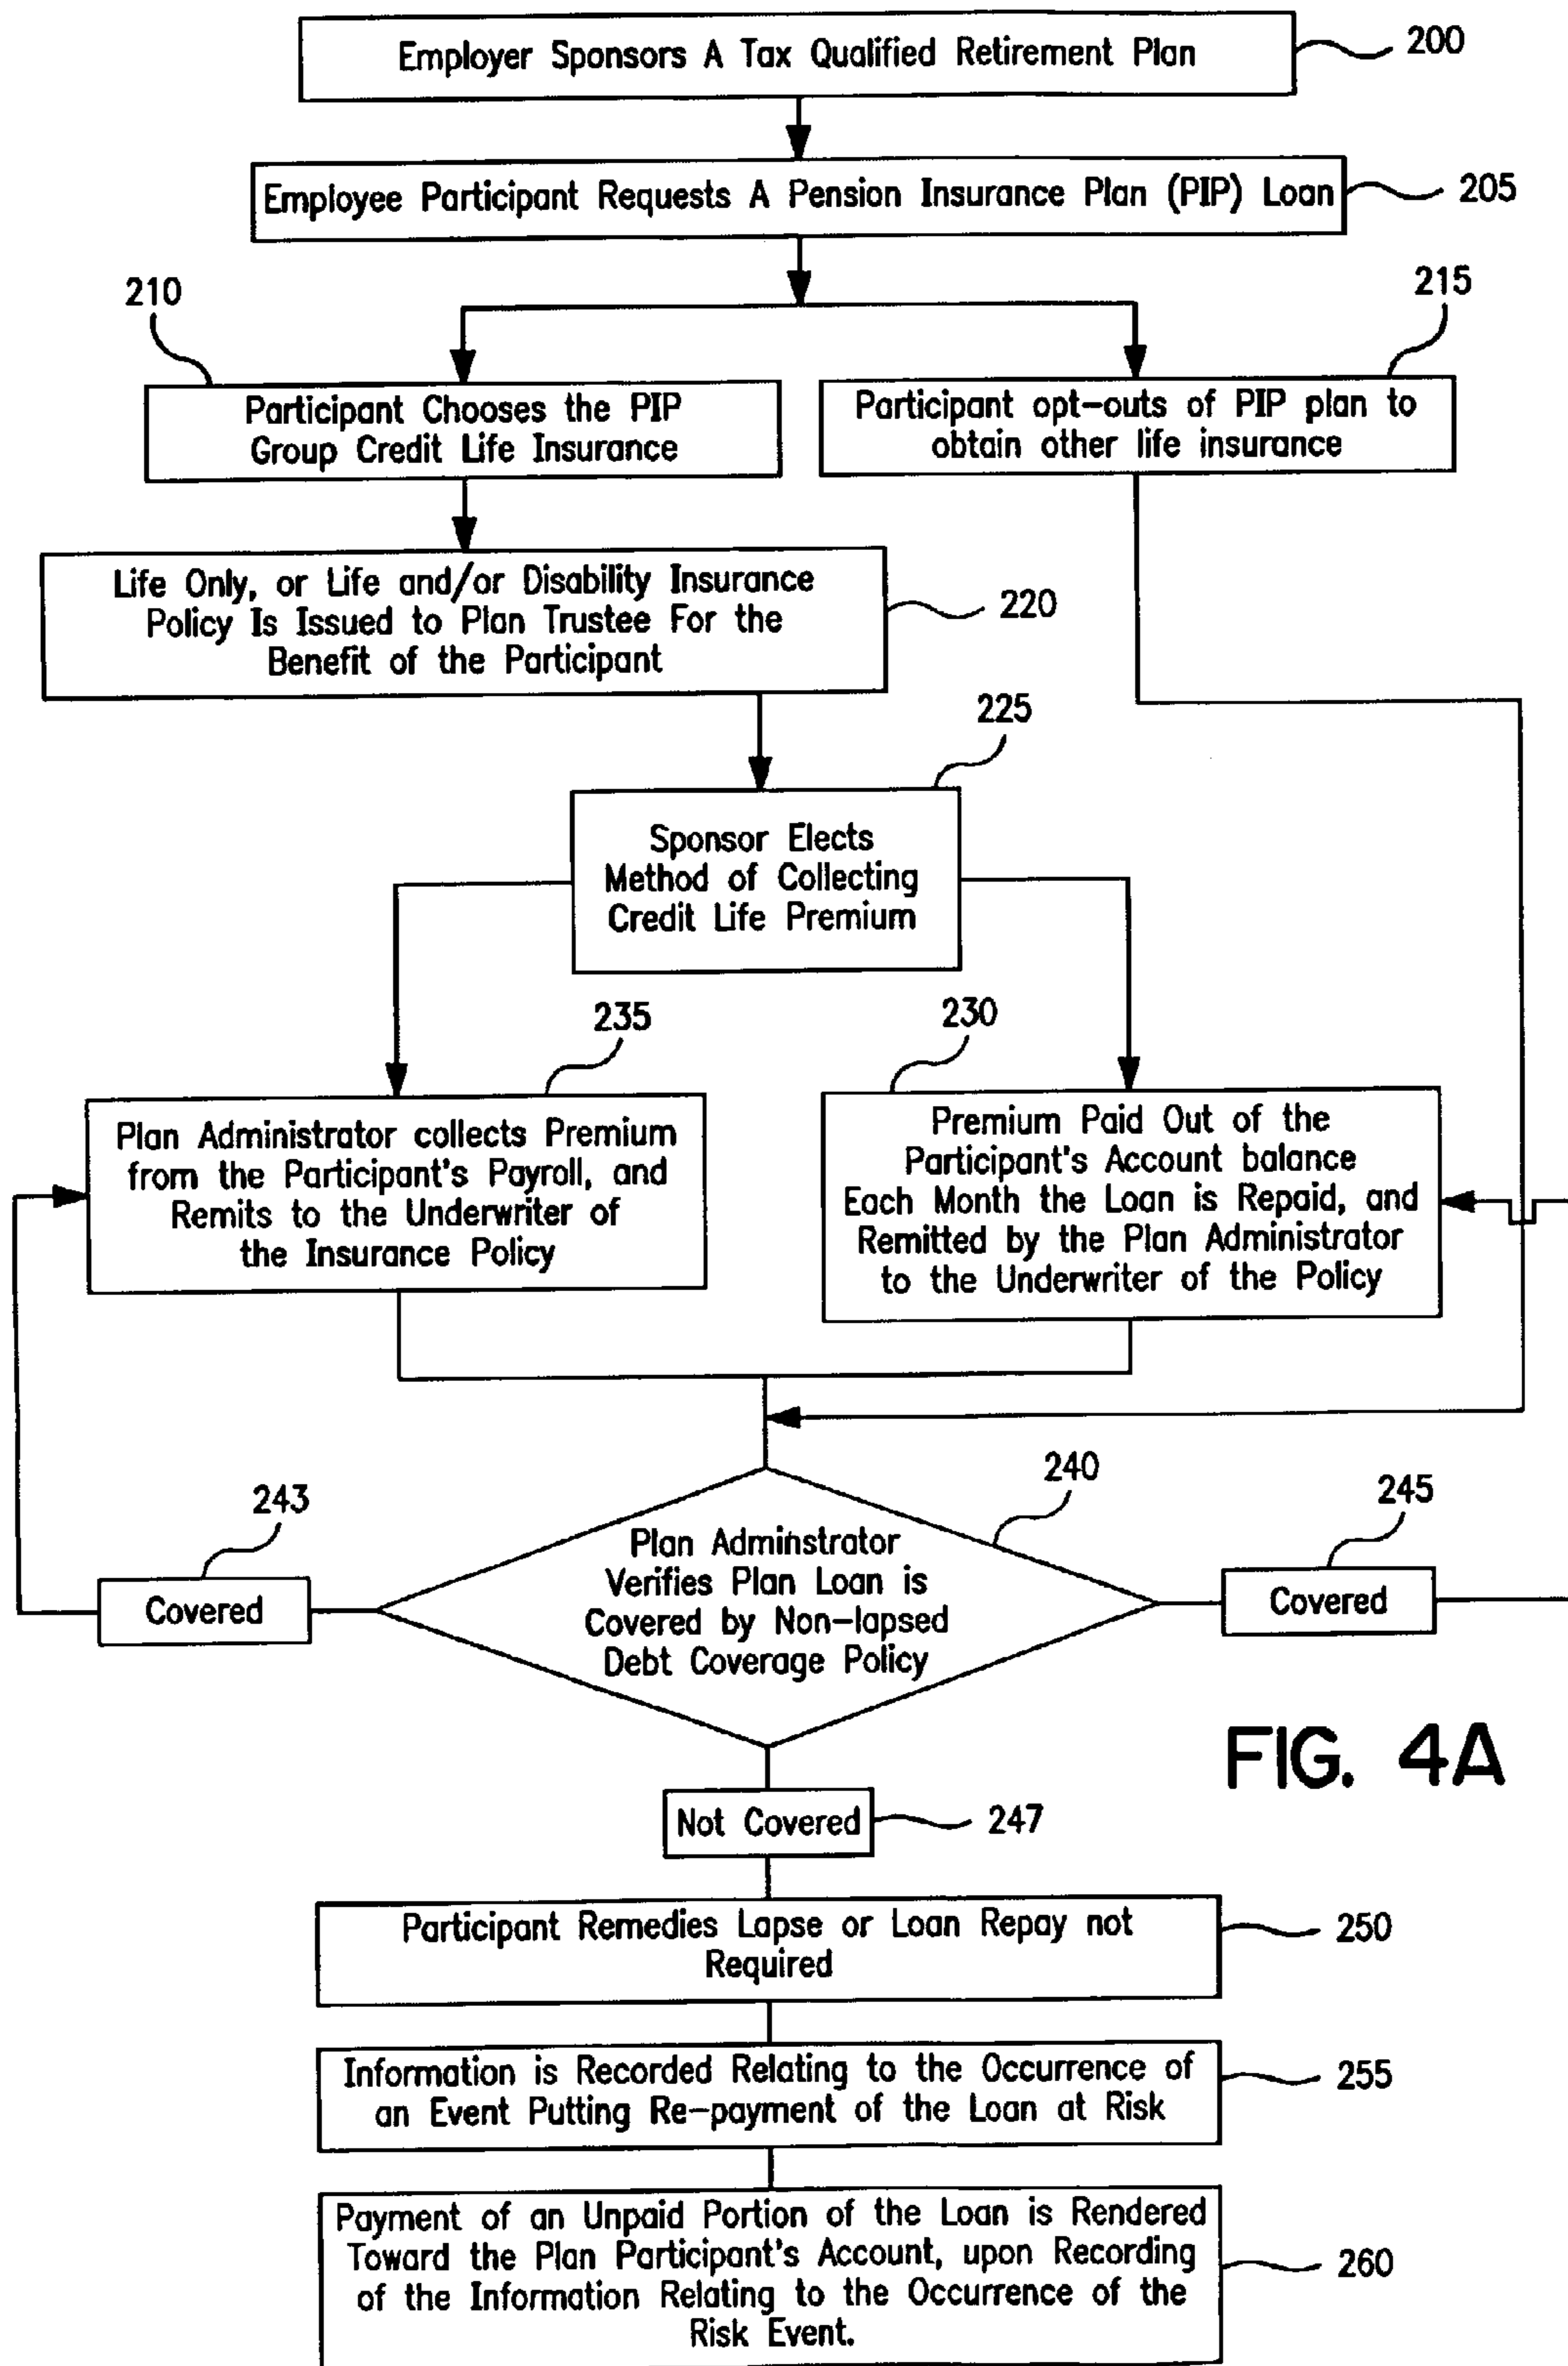 Employer Sponsors A Tax Qualified Retirement Plan
200
Employee Participant Requests A Pension Insurance Plan (PIP) Loan
205
210
215
Participant Chooses the PIP
Group Credit Life Insurance
Participant opt-outs of PIP plan to
obtain other life insurance
Life Only, or Life and/or Disability Insurance
Policy Is Issued to Plan Trustee For the
Benefit of the Participant
220
225
Sponsor Elects
Method of Collecting
Credit Life Premium
235
230
Plan Administrator collects Premium
from the Participant's Payroll, and
Remits to the Underwriter of
the Insurance Policy
Premium Paid Out of the
Participant's Account balance
Each Month the Loan is Repaid, and
Remitted by the Plan Administrator
to the Underwriter of the Policy
243
240
245
Covered
Plan Adminstrator
Verifies Plan Loan is
Covered by Non-lapsed
Debt Coverage Policy
Covered
FIG. 4A
Not Covered
247
Participant Remedies Lapse or Loan Repay not
Required
250
Information is Recorded Relating to the Occurrence of
an Event Putting Re-payment of the Loan at Risk
255
Payment of an Unpaid Portion of the Loan is Rendered
Toward the Plan Participant's Account, upon Recording
of the Information Relating to the Occurrence of the
Risk Event.
260